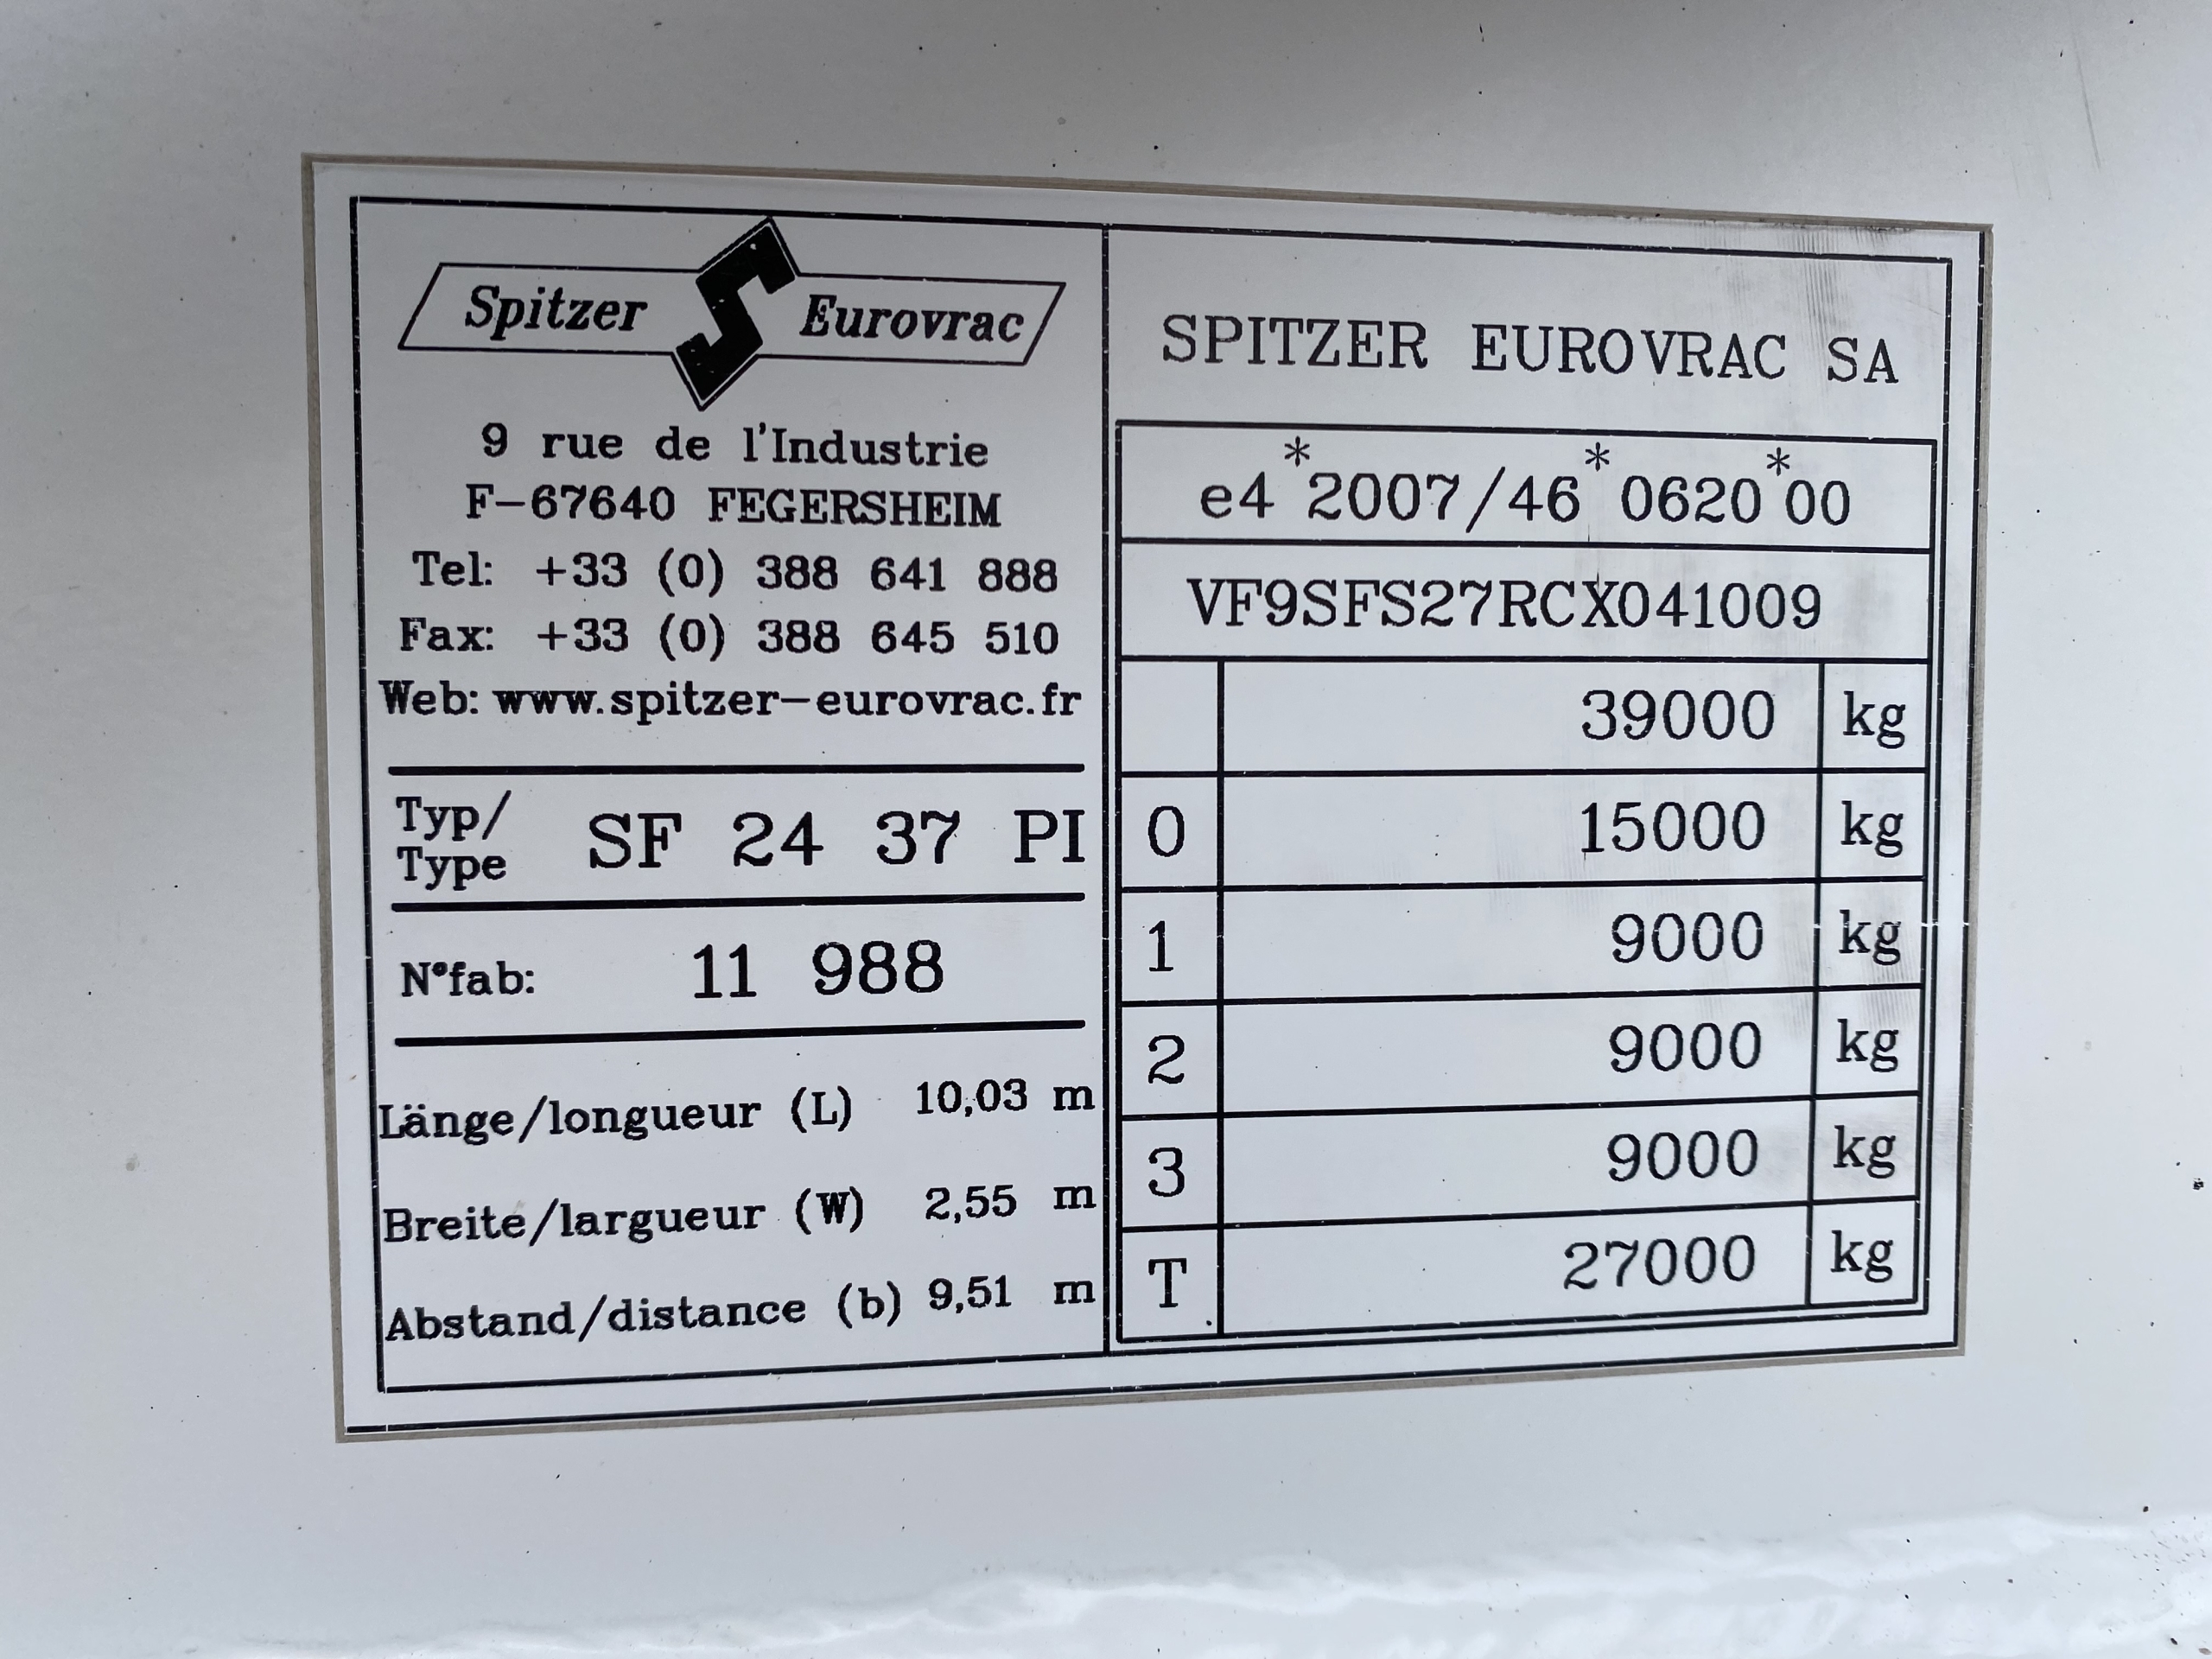 Spitzer Eurovrac
9 rue de l'Industrie
F-67640 FEGERSHEIM
Tel: +33 (0) 388 641 888
Fax: +33 (0) 388 645 510
Web: www.spitzer-eurovrac.fr
Typ/
Type SF 24 37 PI
N°fab: 11 988
Länge/longueur (L) 10,03 m
Breite/largueur (W) 2,55 m
Abstand/distance (b) 9,51 m
SPITZER EUROVRAC SA
e4*2007/46*0620*00
VF9SFS27RCX041009
39000 kg
0 15000 kg
1 9000 kg
2 9000 kg
3 9000 kg
T 27000 kg